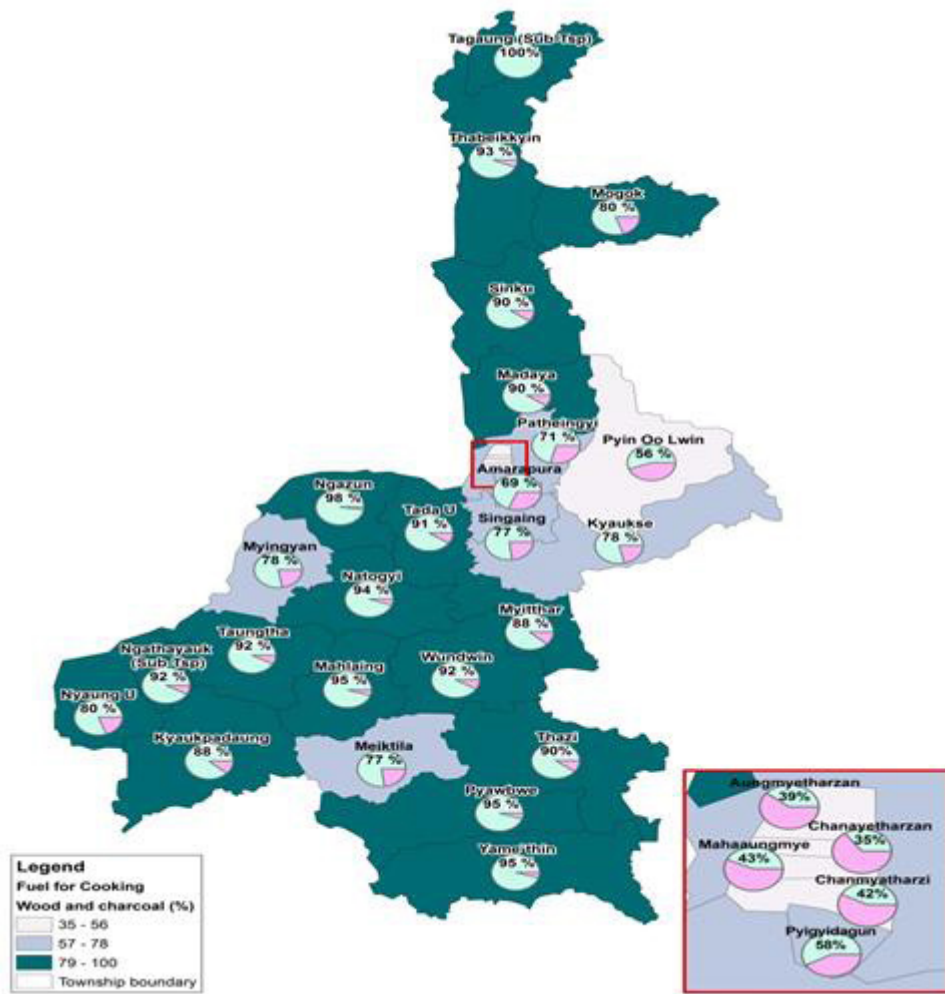 Tagaung (Sub Tsp)
100%
Thabeikkyin
93 %
Mogok
80 %
Sinku
90 %
Madaya
90 %
Patheingyi
71 %
Pyin Oo Lwin
56 %
Amarapura
69 %
Ngazun
98 %
Tada U
91 %
Singaing
77 %
Kyaukse
78 %
Myingyan
78 %
Natogyi
94 %
Myitthar
88 %
Taungtha
92 %
Ngathayauk
(Sub Tsp)
92 %
Mahlaing
95 %
Wundwin
92 %
Nyaung U
80 %
Kyaukpadaung
88 %
Meiktila
77 %
Thazi
90%
Pyawbwe
95 %
Yamethin
95 %
Aungmyetharzan
39%
Chanayetharzan
35%
Mahaaungmye
43%
Chanmyatharzi
42%
Pyigyidagun
58%
Legend
Fuel for Cooking
Wood and charcoal (%)
35 - 56
57 - 78
79 - 100
Township boundary